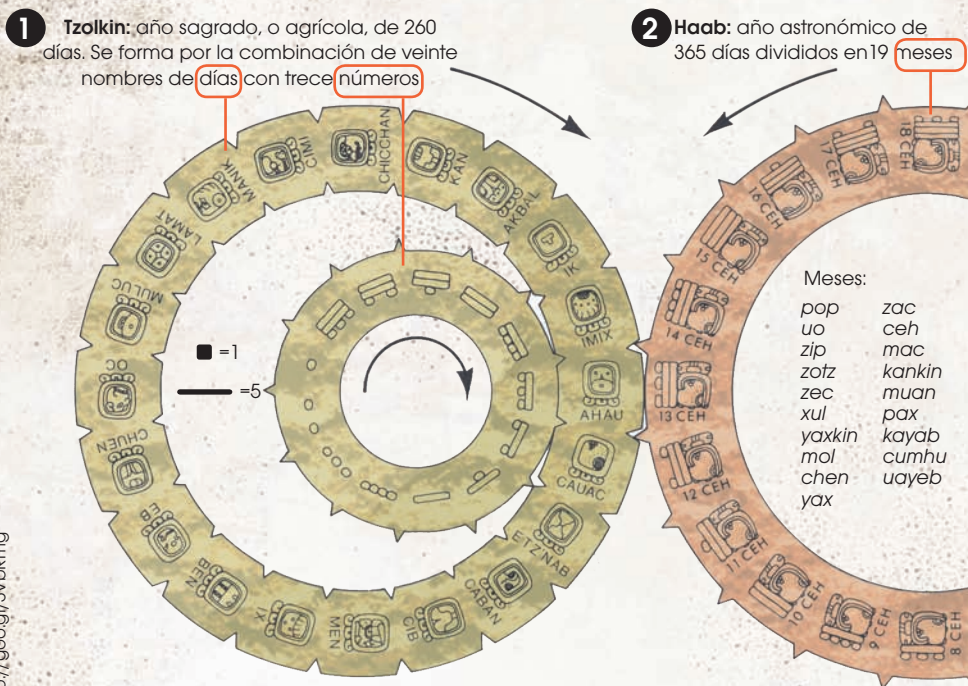 1
Tzolkin: año sagrado, o agrícola, de 260
días. Se forma por la combinación de veinte
nombres de días con trece números
2
Haab: año astronómico de
365 días divididos en19 meses
CHICCHAN
KAN
AKBAL
IK
IMIX
AHAU
CAUAC
ETZ'NAB
CABAN
CIB
MEN
IX
BEN
EB
CHUEN
OC
MULUC
LAMAT
MANIK
CIMI
=1
=5
18 CEH
17 CEH
16 CEH
15 CEH
14 CEH
13 CEH
12 CEH
11 CEH
10 CEH
9 CEH
8 CEH
Meses:
pop zac
uo ceh
zip mac
zotz kankin
zec muan
xul pax
yaxkin kayab
mol cumhu
chen uayeb
yax